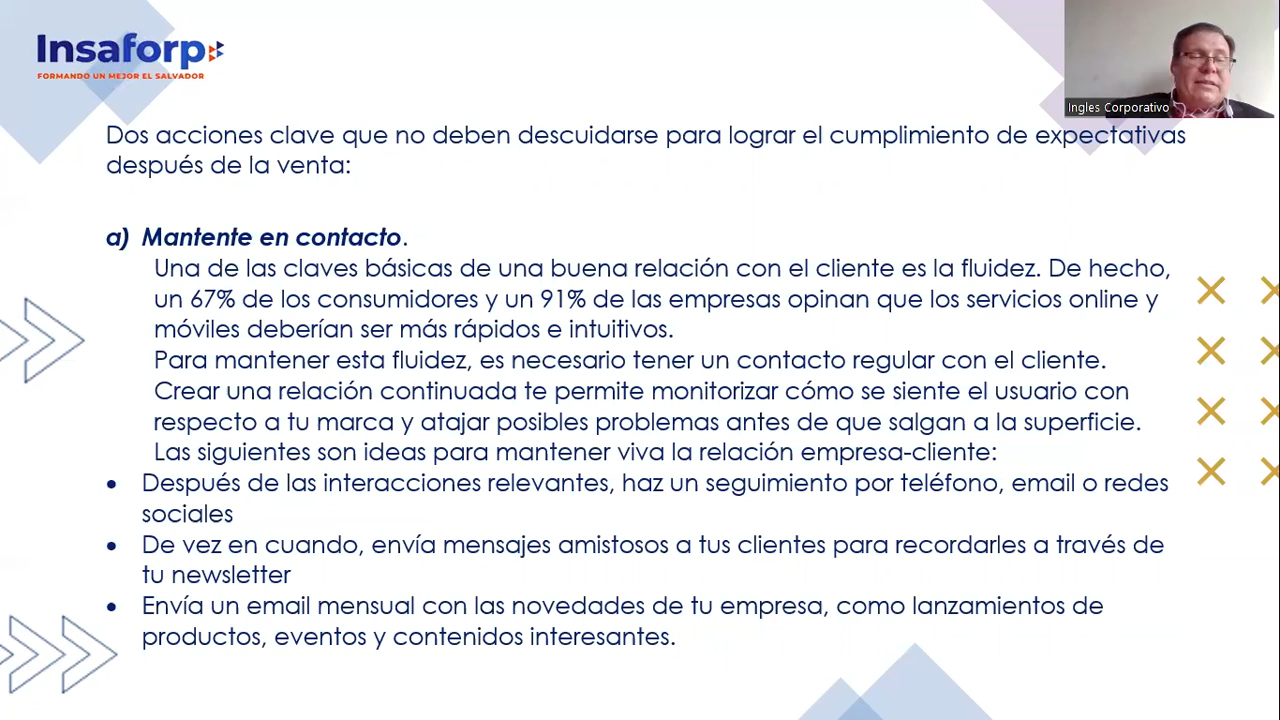 Insaforp
FORMANDO UN MEJOR EL SALVADOR
Ingles Corporativo
Dos acciones clave que no deben descuidarse para lograr el cumplimiento de expectativas
después de la venta:
a) Mantente en contacto.
Una de las claves básicas de una buena relación con el cliente es la fluidez. De hecho,
un 67% de los consumidores y un 91% de las empresas opinan que los servicios online y
móviles deberían ser más rápidos e intuitivos.
Para mantener esta fluidez, es necesario tener un contacto regular con el cliente.
Crear una relación continuada te permite monitorizar cómo se siente el usuario con
respecto a tu marca y atajar posibles problemas antes de que salgan a la superficie.
Las siguientes son ideas para mantener viva la relación empresa-cliente:
• Después de las interacciones relevantes, haz un seguimiento por teléfono, email o redes
sociales
• De vez en cuando, envía mensajes amistosos a tus clientes para recordarles a través de
tu newsletter
• Envía un email mensual con las novedades de tu empresa, como lanzamientos de
productos, eventos y contenidos interesantes.